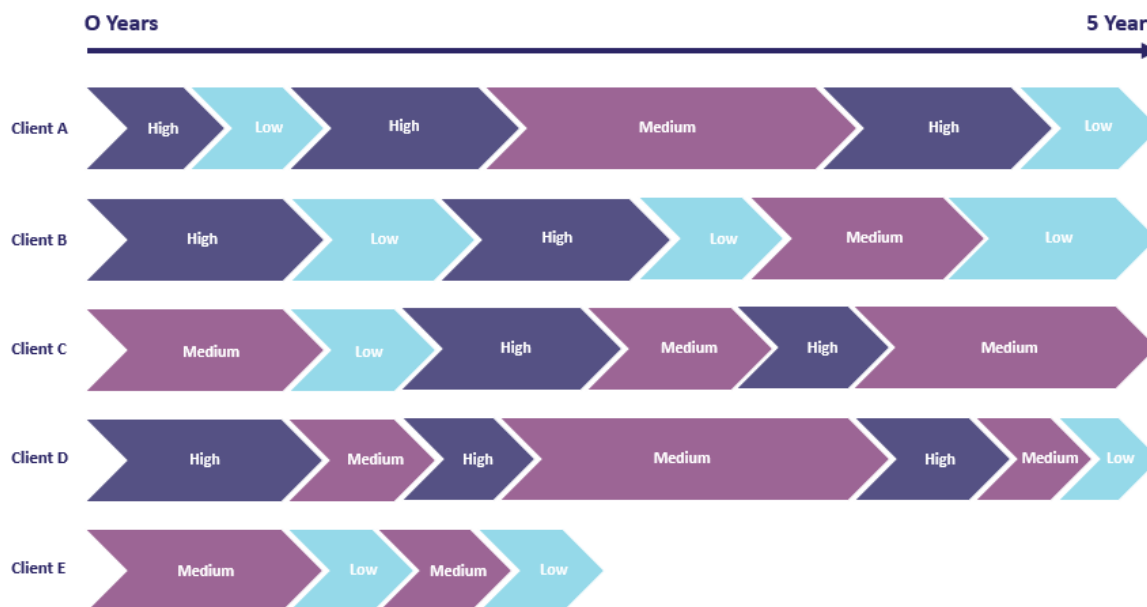 O Years 5 Year
Client A High Low High Medium High Low
Client B High Low High Low Medium Low
Client C Medium Low High Medium High Medium
Client D High Medium High Medium High Medium Low
Client E Medium Low Medium Low